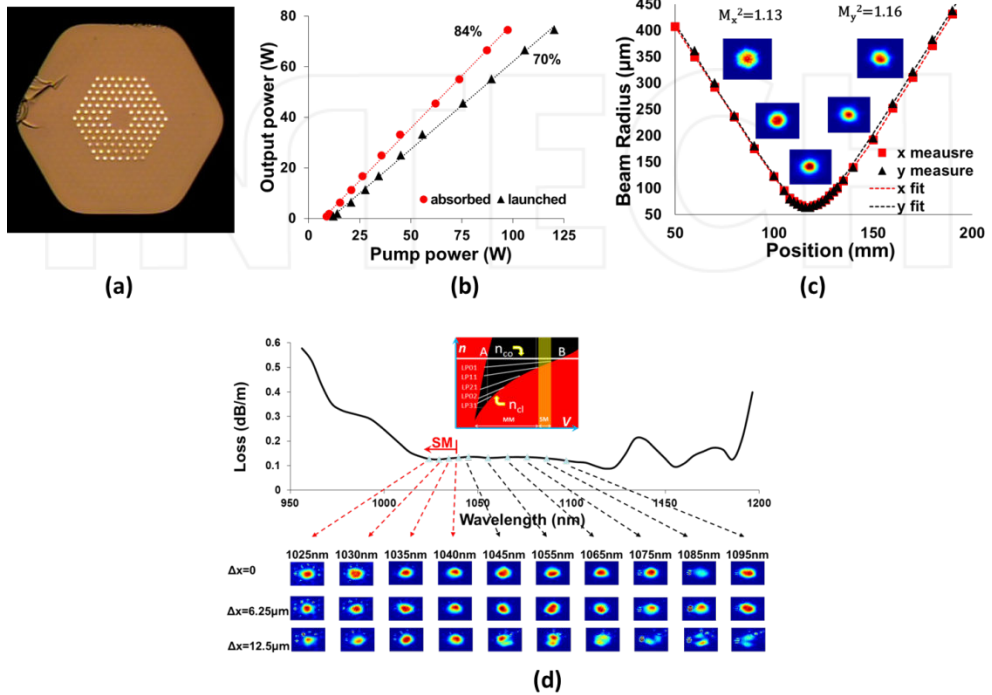 INTECH
Output power (W)
80
60
40
20
0
84%
70%
absorbed launched
0 25 50 75 100 125
Pump power (W)
Beam Radius (µm)
450
400
350
300
250
200
150
100
50
Mx²=1.13 My²=1.16
x meausre
y measure
x fit
y fit
50 100 150 200
Position (mm)
(a) (b) (c)
Loss (dB/m)
0.6
0.5
0.4
0.3
0.2
0.1
0
n A nco B
LP01
LP11
LP21
LP02
LP31
ncl
MM SM V
SM
950 1000 1050 1100 1150 1200
Wavelength (nm)
1025nm 1030nm 1035nm 1040nm 1045nm 1055nm 1065nm 1075nm 1085nm 1095nm
Δx=0
Δx=6.25µm
Δx=12.5µm
(d)